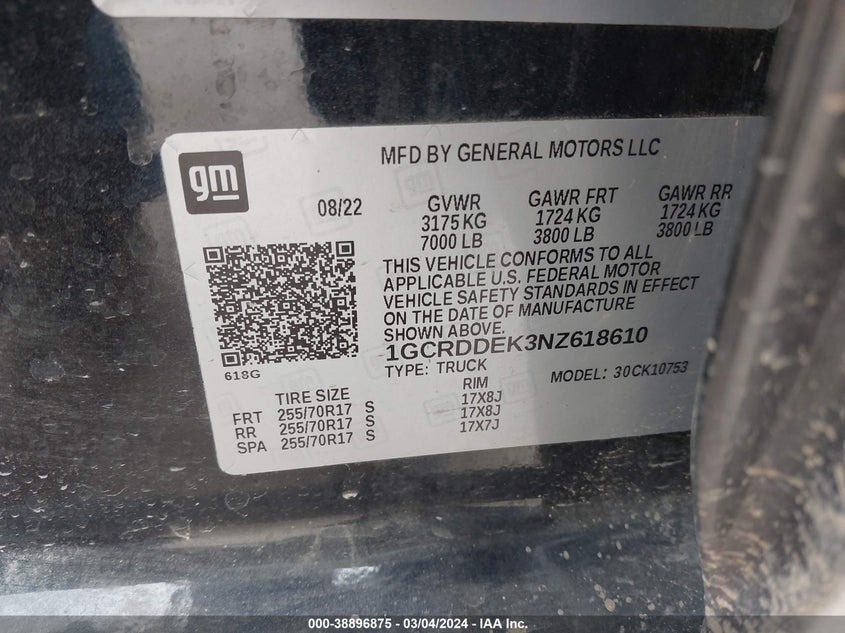 gm
MFD BY GENERAL MOTORS LLC
08/22
GVWR GAWR FRT GAWR RR
3175 KG 1724 KG 1724 KG
7000 LB 3800 LB 3800 LB
THIS VEHICLE CONFORMS TO ALL
APPLICABLE U.S. FEDERAL MOTOR
VEHICLE SAFETY STANDARDS IN EFFECT
ON THE DATE OF MANUFACTURE
SHOWN ABOVE.
1GCRDDEK3NZ618610
618G
TYPE: TRUCK MODEL: 30CK10753
TIRE SIZE RIM
FRT 255/70R17 S 17X8J
RR 255/70R17 S 17X8J
SPA 255/70R17 S 17X7J
000-38896875 - 03/04/2024 - IAA Inc.